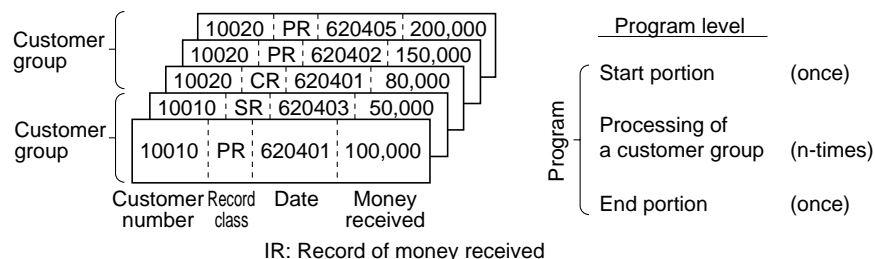 Customer group
10020 PR 620405 200,000
10020 PR 620402 150,000
10020 CR 620401 80,000
Customer group
10010 SR 620403 50,000
10010 PR 620401 100,000
Customer number
Record class
Date
Money received
IR: Record of money received
Program level
Program
Start portion (once)
Processing of
a customer group (n-times)
End portion (once)